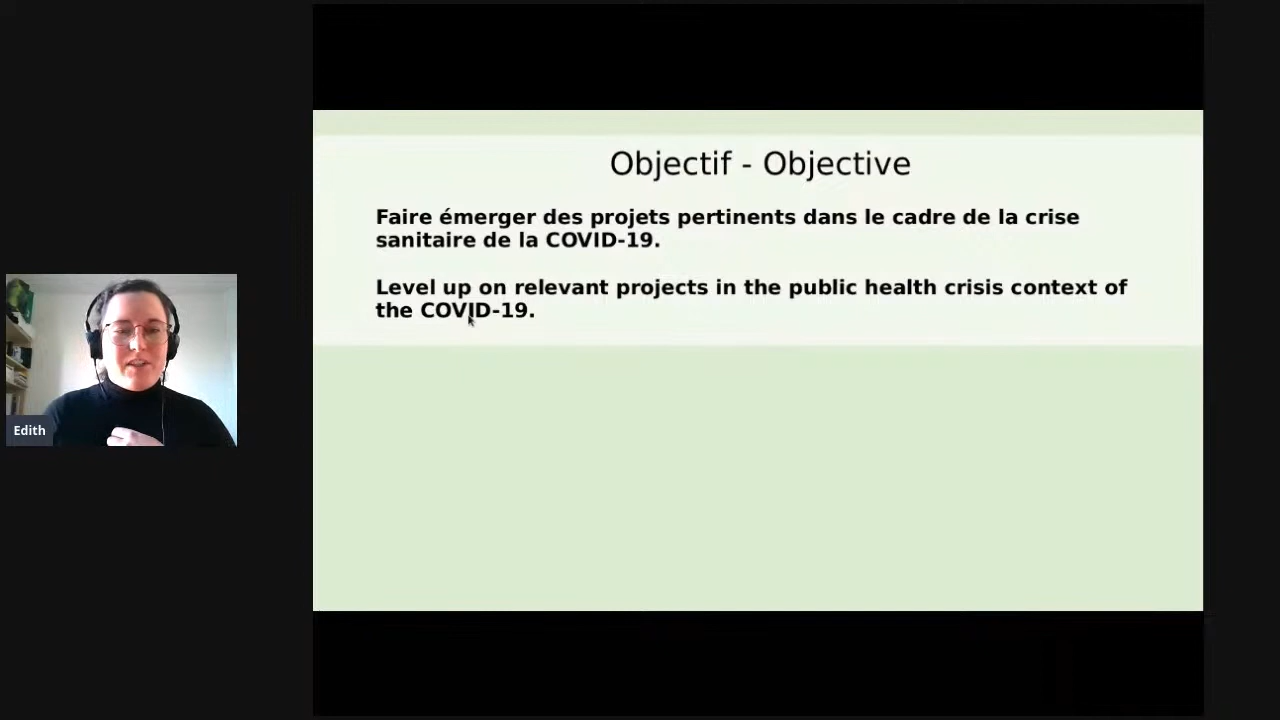 Objectif - Objective
Faire émerger des projets pertinents dans le cadre de la crise
sanitaire de la COVID-19.
Level up on relevant projects in the public health crisis context of
the COVID-19.
Edith